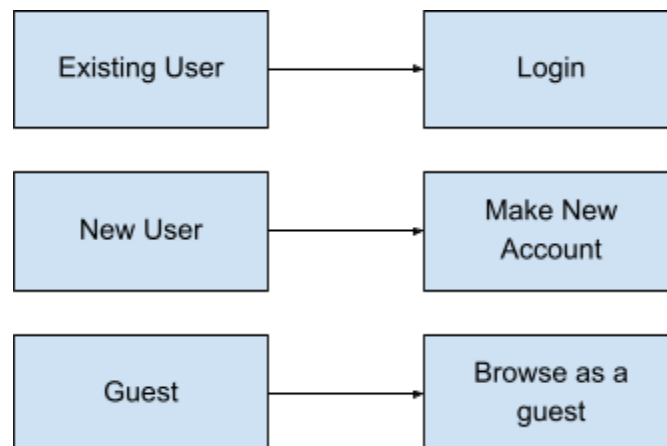 Existing User
Login
New User
Make New
Account
Guest
Browse as a
guest